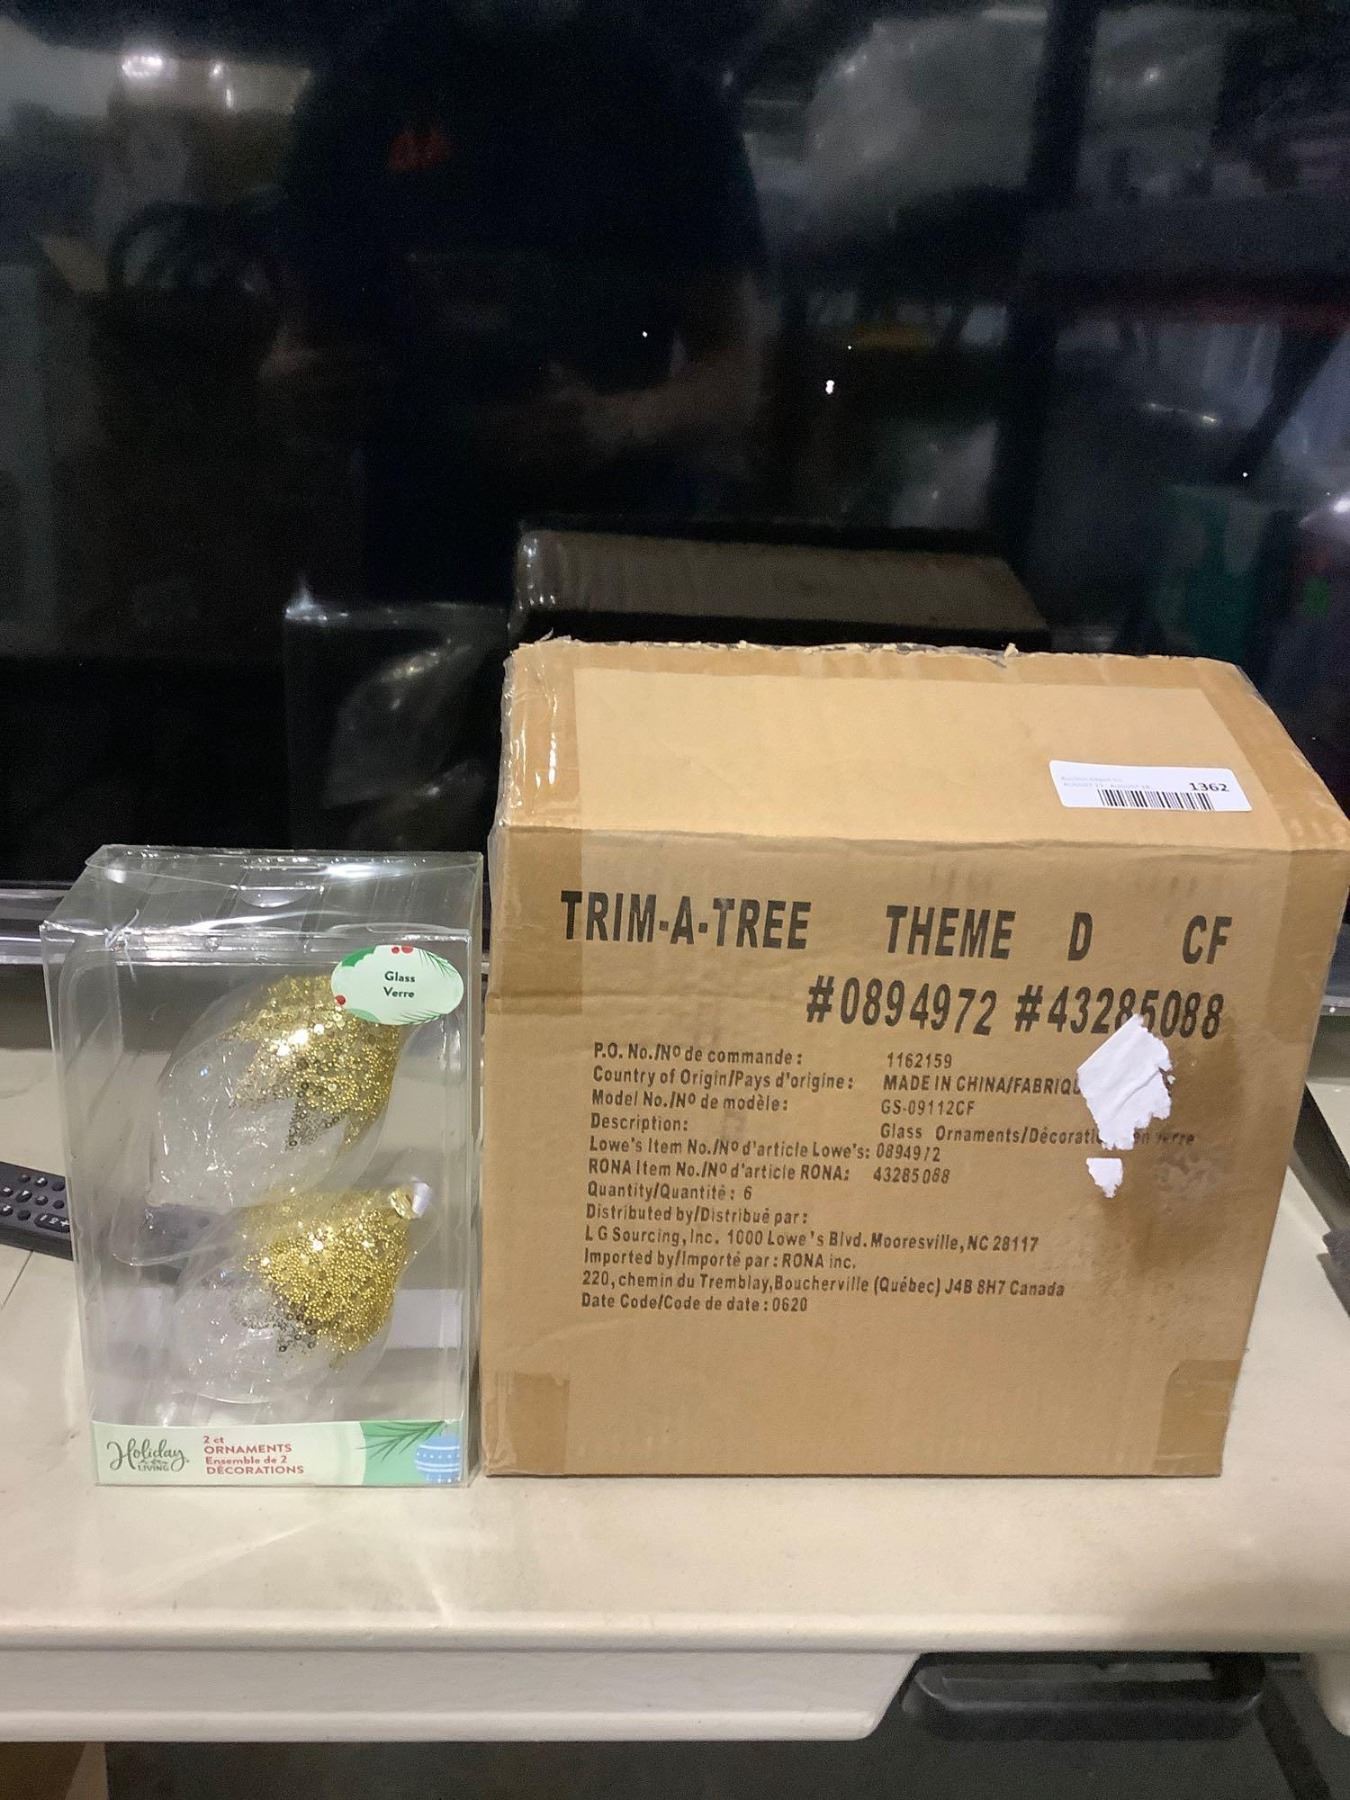 1362
TRIM-A-TREE THEME D CF
#0894972 #43285088
P.O. No./Nº de commande : 1162159
Country of Origin/Pays d'origine : MADE IN CHINA/FABRIQU
Model No./Nº de modèle: GS-09112CF
Description: Glass Ornaments/Décorati en verre
Lowe's Item No./Nº d'article Lowe's: 0894972
RONA Item No./Nº d'article RONA: 43285088
Quantity/Quantité : 6
Distributed by/Distribué par :
LG Sourcing, Inc. 1000 Lowe's Blvd. Mooresville, NC 28117
Imported by/Importé par : RONA inc.
220, chemin du Tremblay, Boucherville (Québec) J4B 8H7 Canada
Date Code/Code de date : 0620
Glass
Verre
Holiday
LIVING
2 ct
ORNAMENTS
Ensemble de 2
DÉCORATIONS